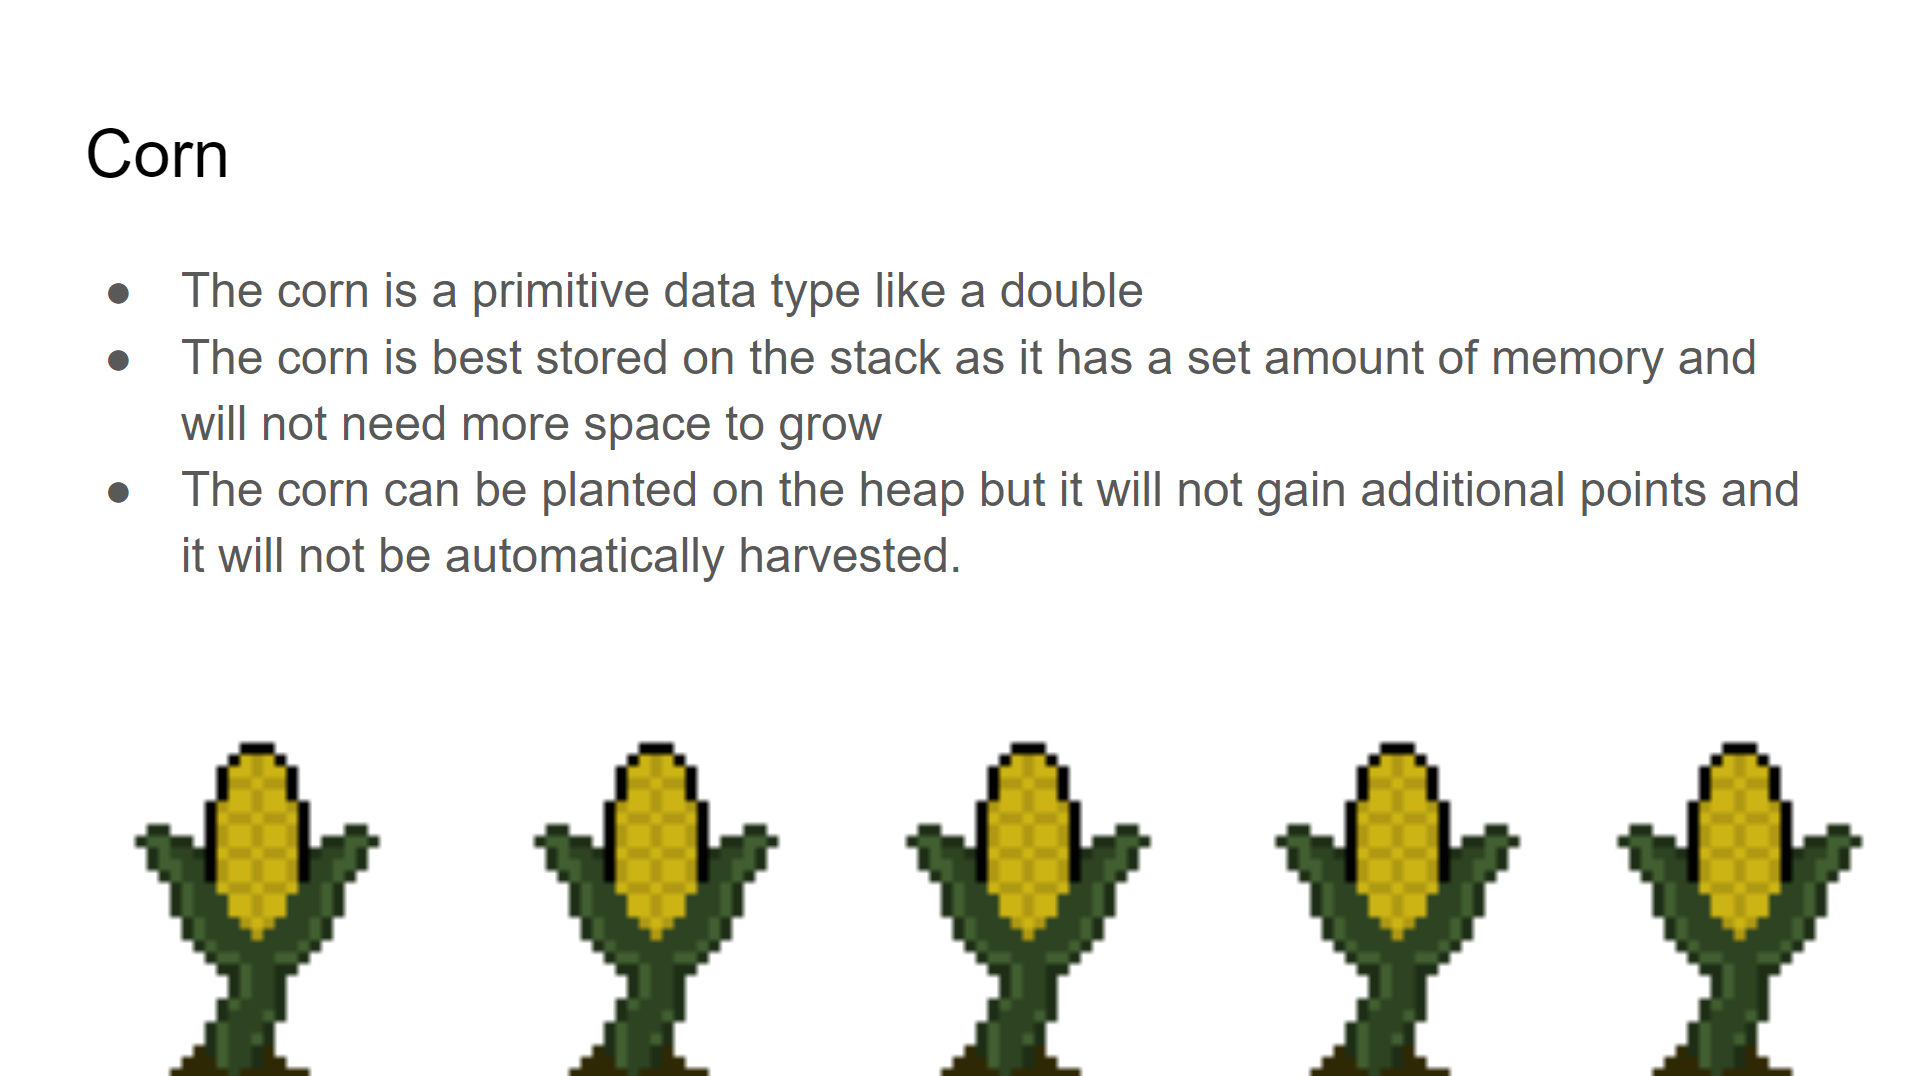 Corn
● The corn is a primitive data type like a double
● The corn is best stored on the stack as it has a set amount of memory and
will not need more space to grow
● The corn can be planted on the heap but it will not gain additional points and
it will not be automatically harvested.